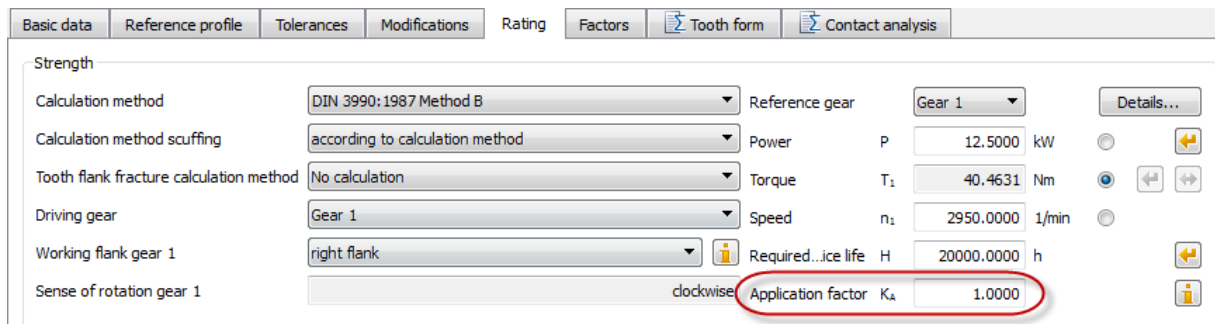 Basic data Reference profile Tolerances Modifications Rating Factors Tooth form Contact analysis
Strength
Calculation method DIN 3990:1987 Method B Reference gear Gear 1 Details...
Calculation method scuffing according to calculation method Power P 12.5000 kW
Tooth flank fracture calculation method No calculation Torque T₁ 40.4631 Nm
Driving gear Gear 1 Speed n₁ 2950.0000 1/min
Working flank gear 1 right flank Required...ice life H 20000.0000 h
Sense of rotation gear 1 clockwise Application factor Kᴀ 1.0000